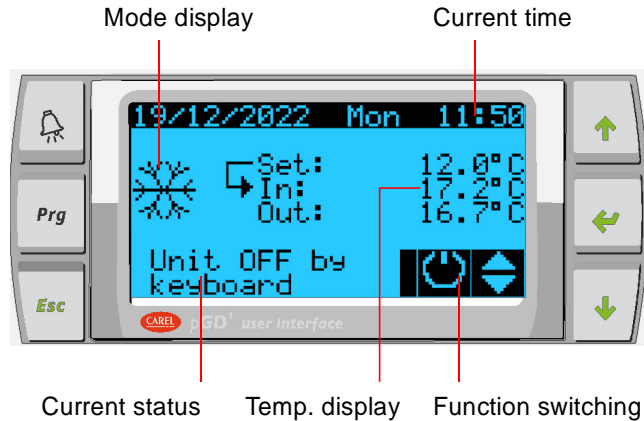 Mode display
Current time
19/12/2022 Mon 11:50
Set: 12.0°C
In: 17.2°C
Out: 16.7°C
Unit OFF by
keyboard
Prg
Esc
CAREL pGD¹ user interface
Current status
Temp. display
Function switching